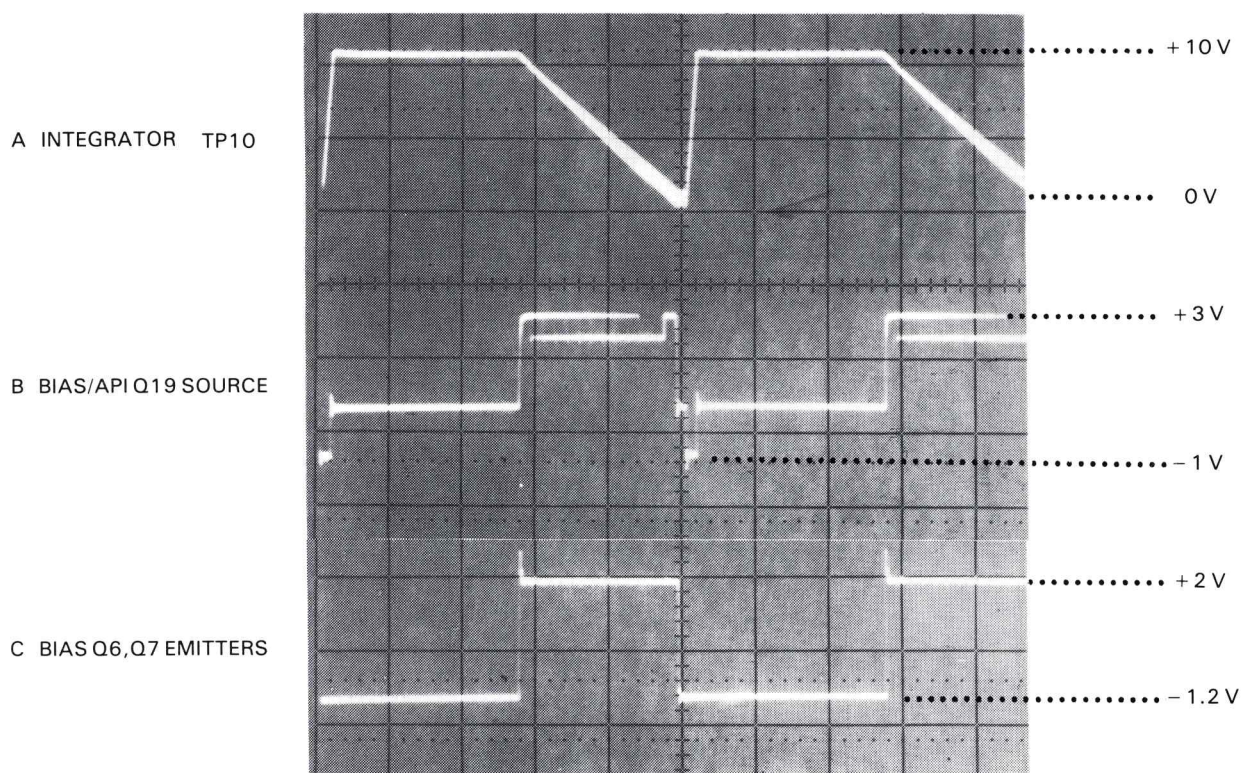 +10 V
A INTEGRATOR TP10
0 V
+3 V
B BIAS/API Q19 SOURCE
−1 V
+2 V
C BIAS Q6,Q7 EMITTERS
−1.2 V